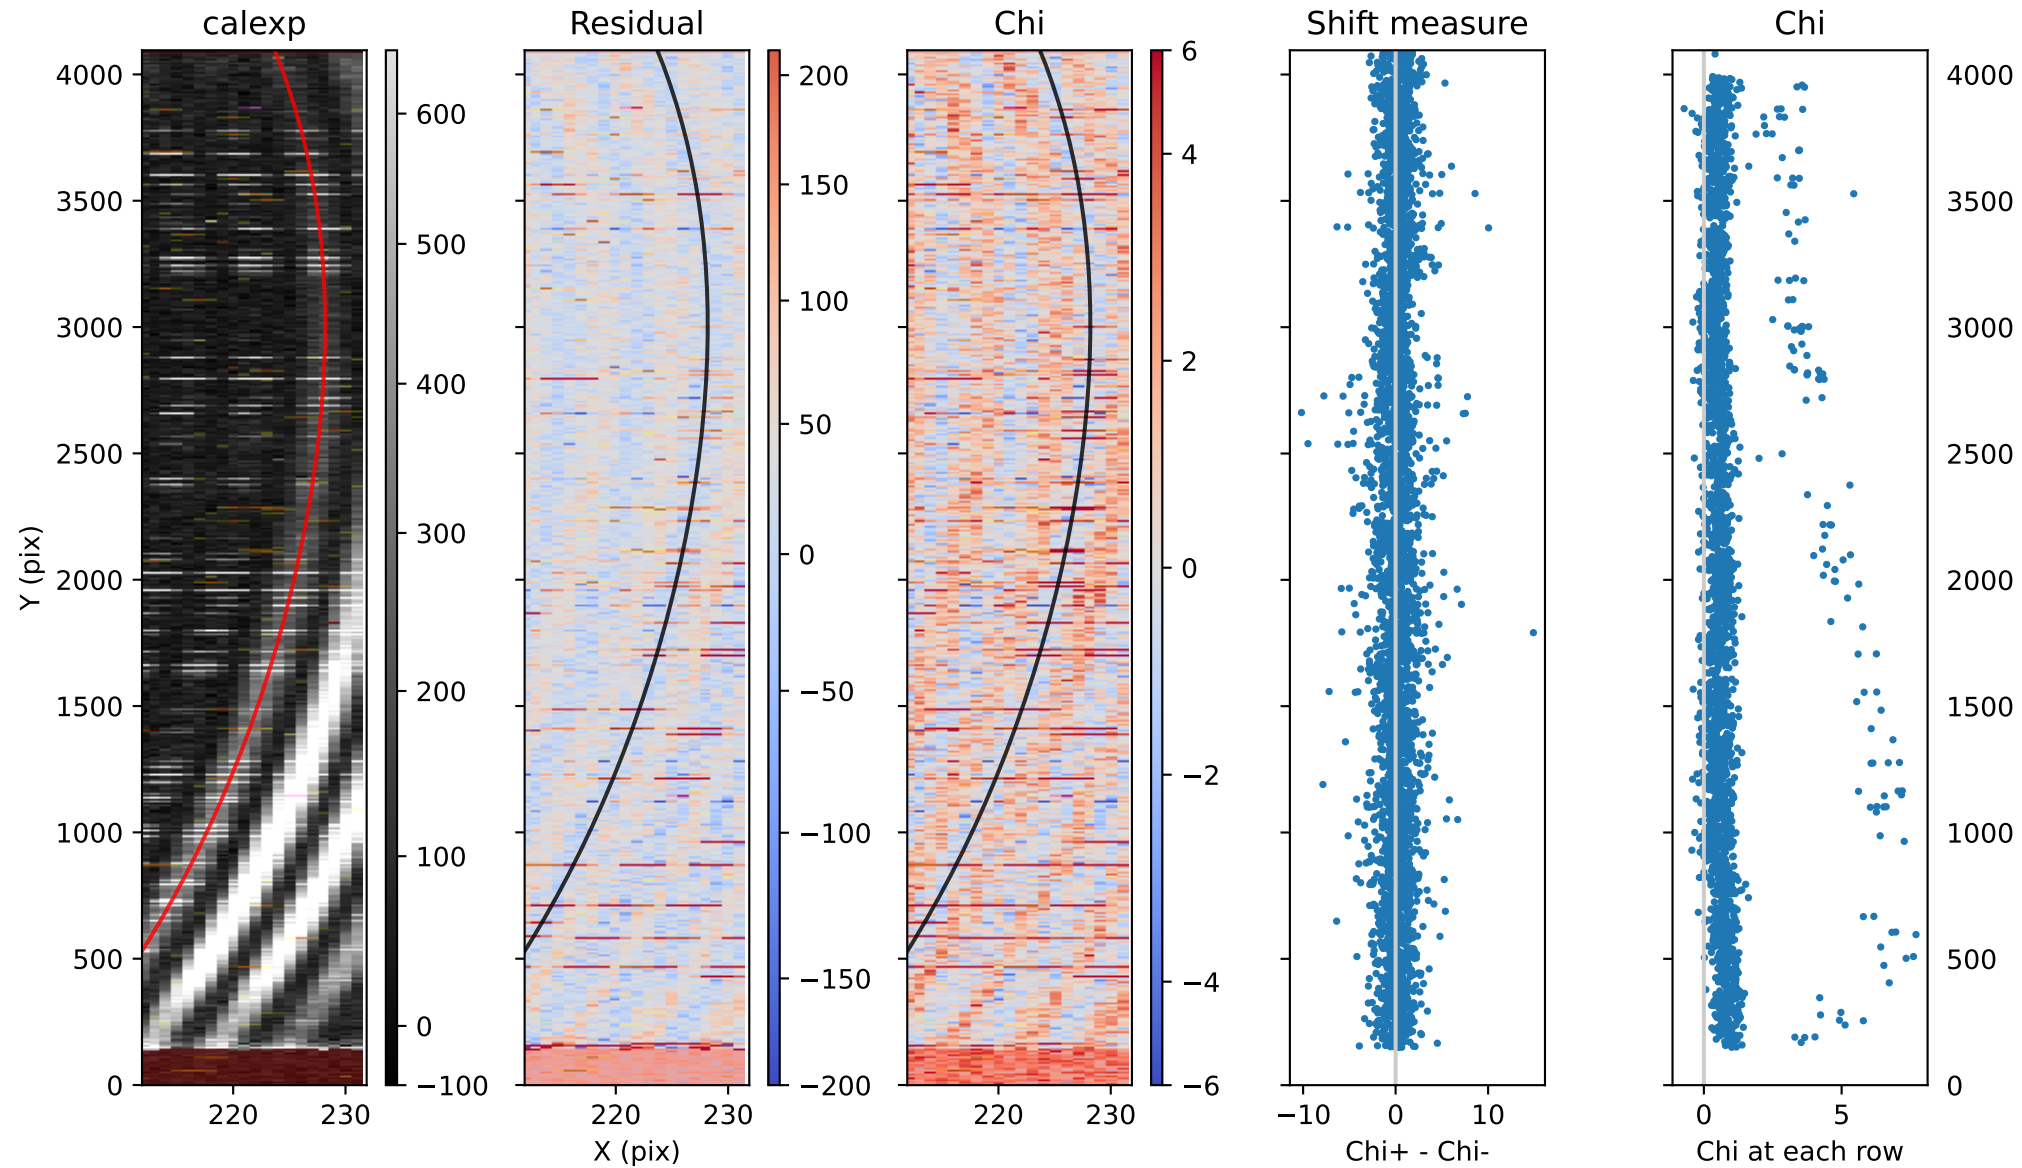 calexp Residual Chi Shift measure Chi
4000 600 200 6 4000
3500 500 150 4 3500
3000 400 100 2 3000
2500 300 50 0 2500
2000 200 0 −2 2000
1500 100 −50 −4 1500
1000 0 −100 −6 1000
500 −100 −150 500
0 −200 0
Y (pix)
220 230 220 230 220 230 −10 0 10 0 5
X (pix) Chi+ - Chi- Chi at each row